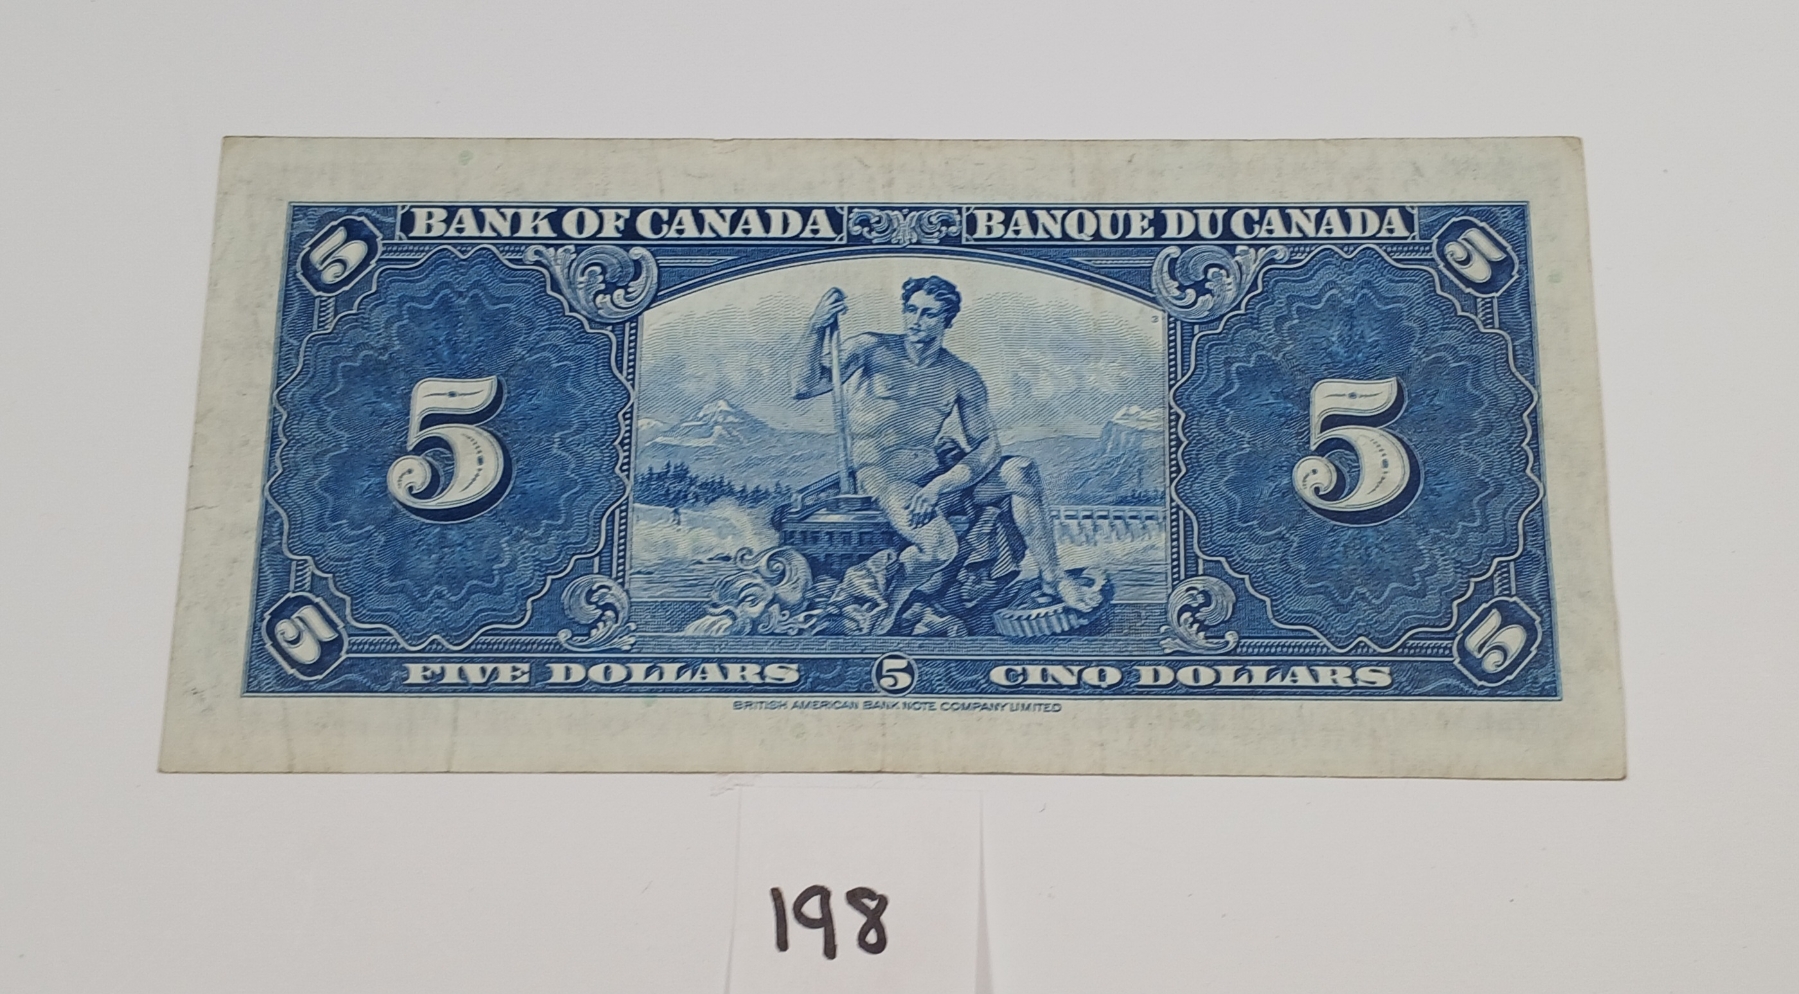 5 BANK OF CANADA BANQUE DU CANADA 5
5 5
5 FIVE DOLLARS 5 CINQ DOLLARS 5
BRITISH AMERICAN BANK NOTE COMPANY LIMITED
198